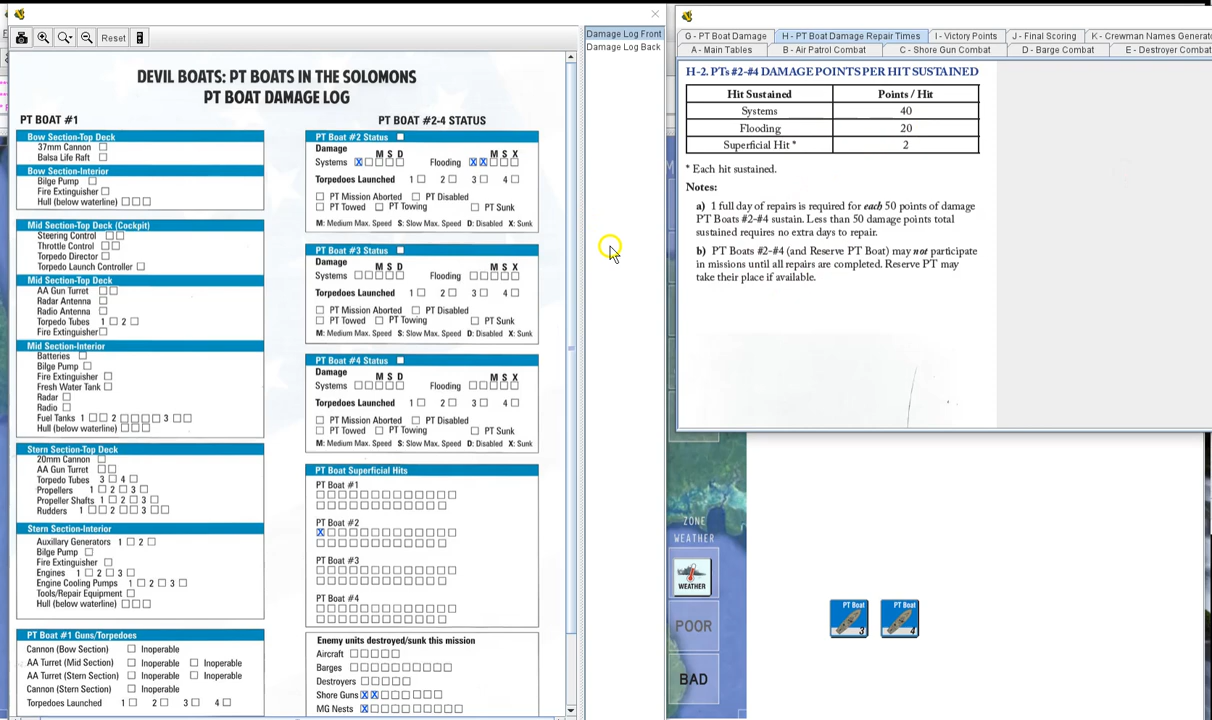 Reset
Damage Log Front
Damage Log Back
DEVIL BOATS: PT BOATS IN THE SOLOMONS
PT BOAT DAMAGE LOG
PT BOAT #1
Bow Section-Top Deck
37mm Cannon
Balsa Life Raft
Bow Section-Interior
Bilge Pump
Fire Extinguisher
Hull (below waterline)
Mid Section-Top Deck (Cockpit)
Steering Control
Throttle Control
Torpedo Director
Torpedo Launch Controller
Mid Section-Top Deck
AA Gun Turret
Radar Antenna
Radio Antenna
Torpedo Tubes 1 2
Fire Extinguisher
Mid Section-Interior
Batteries
Bilge Pump
Fire Extinguisher
Fresh Water Tank
Radar
Radio
Fuel Tanks 1 2 3
Hull (below waterline)
Stern Section-Top Deck
20mm Cannon
AA Gun Turret
Torpedo Tubes 3 4
Propellers 1 2 3
Propeller Shafts 1 2 3
Rudders 1 2 3
Stern Section-Interior
Auxiliary Generators 1 2
Bilge Pump
Fire Extinguisher
Engines 1 2 3
Engine Cooling Pumps 1 2 3
Tools/Repair Equipment
Hull (below waterline)
PT Boat #1 Guns/Torpedoes
Cannon (Bow Section) Inoperable
AA Turret (Mid Section) Inoperable Inoperable
AA Turret (Stern Section) Inoperable Inoperable
Cannon (Stern Section) Inoperable
Torpedoes Launched 1 2 3 4
PT BOAT #2-4 STATUS
PT Boat #2 Status
Damage M S D M S X
Systems X Flooding X X
Torpedoes Launched 1 2 3 4
PT Mission Aborted PT Disabled
PT Towed PT Towing PT Sunk
M: Medium Max. Speed S: Slow Max. Speed D: Disabled X: Sunk
PT Boat #3 Status
Damage M S D M S X
Systems Flooding
Torpedoes Launched 1 2 3 4
PT Mission Aborted PT Disabled
PT Towed PT Towing PT Sunk
M: Medium Max. Speed S: Slow Max. Speed D: Disabled X: Sunk
PT Boat #4 Status
Damage M S D M S X
Systems Flooding
Torpedoes Launched 1 2 3 4
PT Mission Aborted PT Disabled
PT Towed PT Towing PT Sunk
M: Medium Max. Speed S: Slow Max. Speed D: Disabled X: Sunk
PT Boat Superficial Hits
PT Boat #1
PT Boat #2
X
PT Boat #3
PT Boat #4
Enemy units destroyed/sunk this mission
Aircraft
Barges
Destroyers
Shore Guns X X
MG Nests X
G - PT Boat Damage H - PT Boat Damage Repair Times I - Victory Points J - Final Scoring K - Crewman Names Generato
A - Main Tables B - Air Patrol Combat C - Shore Gun Combat D - Barge Combat E - Destroyer Combat
H-2. PTs #2-#4 DAMAGE POINTS PER HIT SUSTAINED
Hit Sustained Points / Hit
Systems 40
Flooding 20
Superficial Hit * 2
* Each hit sustained.
Notes:
a) 1 full day of repairs is required for each 50 points of damage
PT Boats #2-#4 sustain. Less than 50 damage points total
sustained requires no extra days to repair.
b) PT Boats #2-#4 (and Reserve PT Boat) may not participate
in missions until all repairs are completed. Reserve PT may
take their place if available.
ZONE
WEATHER
WEATHER
POOR
BAD
PT Boat
3
PT Boat
4